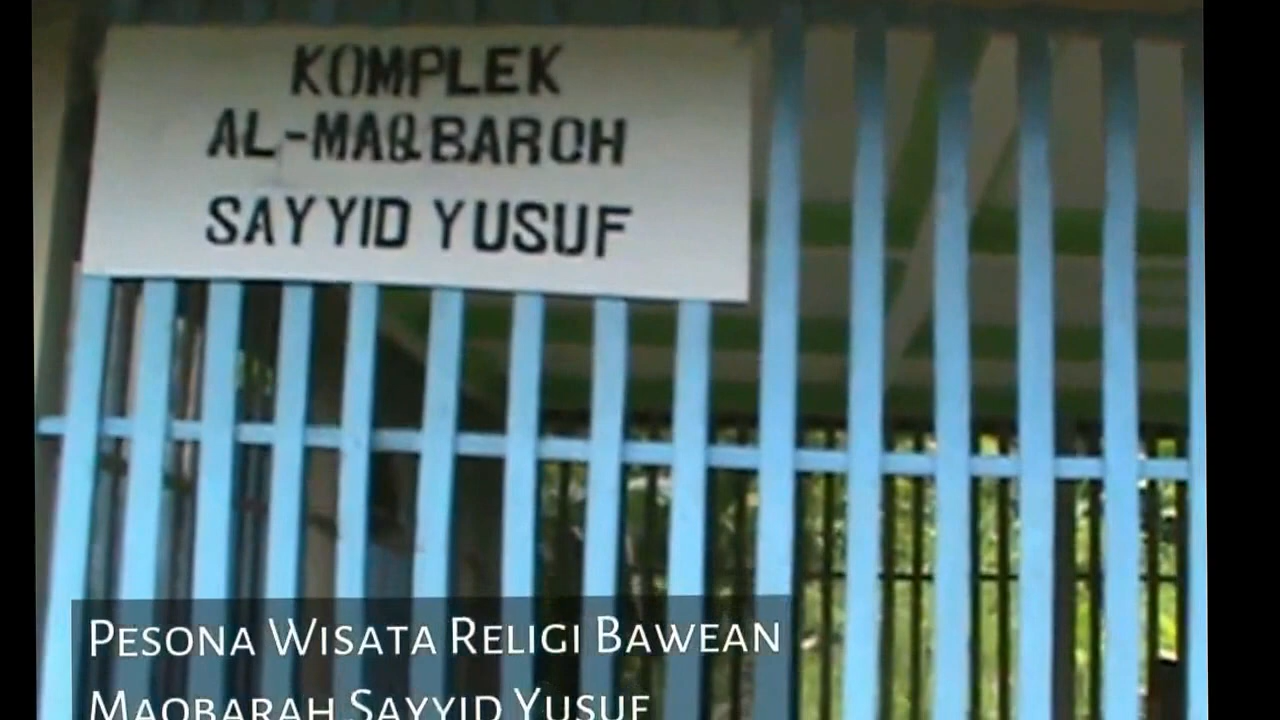 KOMPLEK
AL-MAQBAROH
SAYYID YUSUF
PESONA WISATA RELIGI BAWEAN
MAQBARAH SAYYID YUSUF